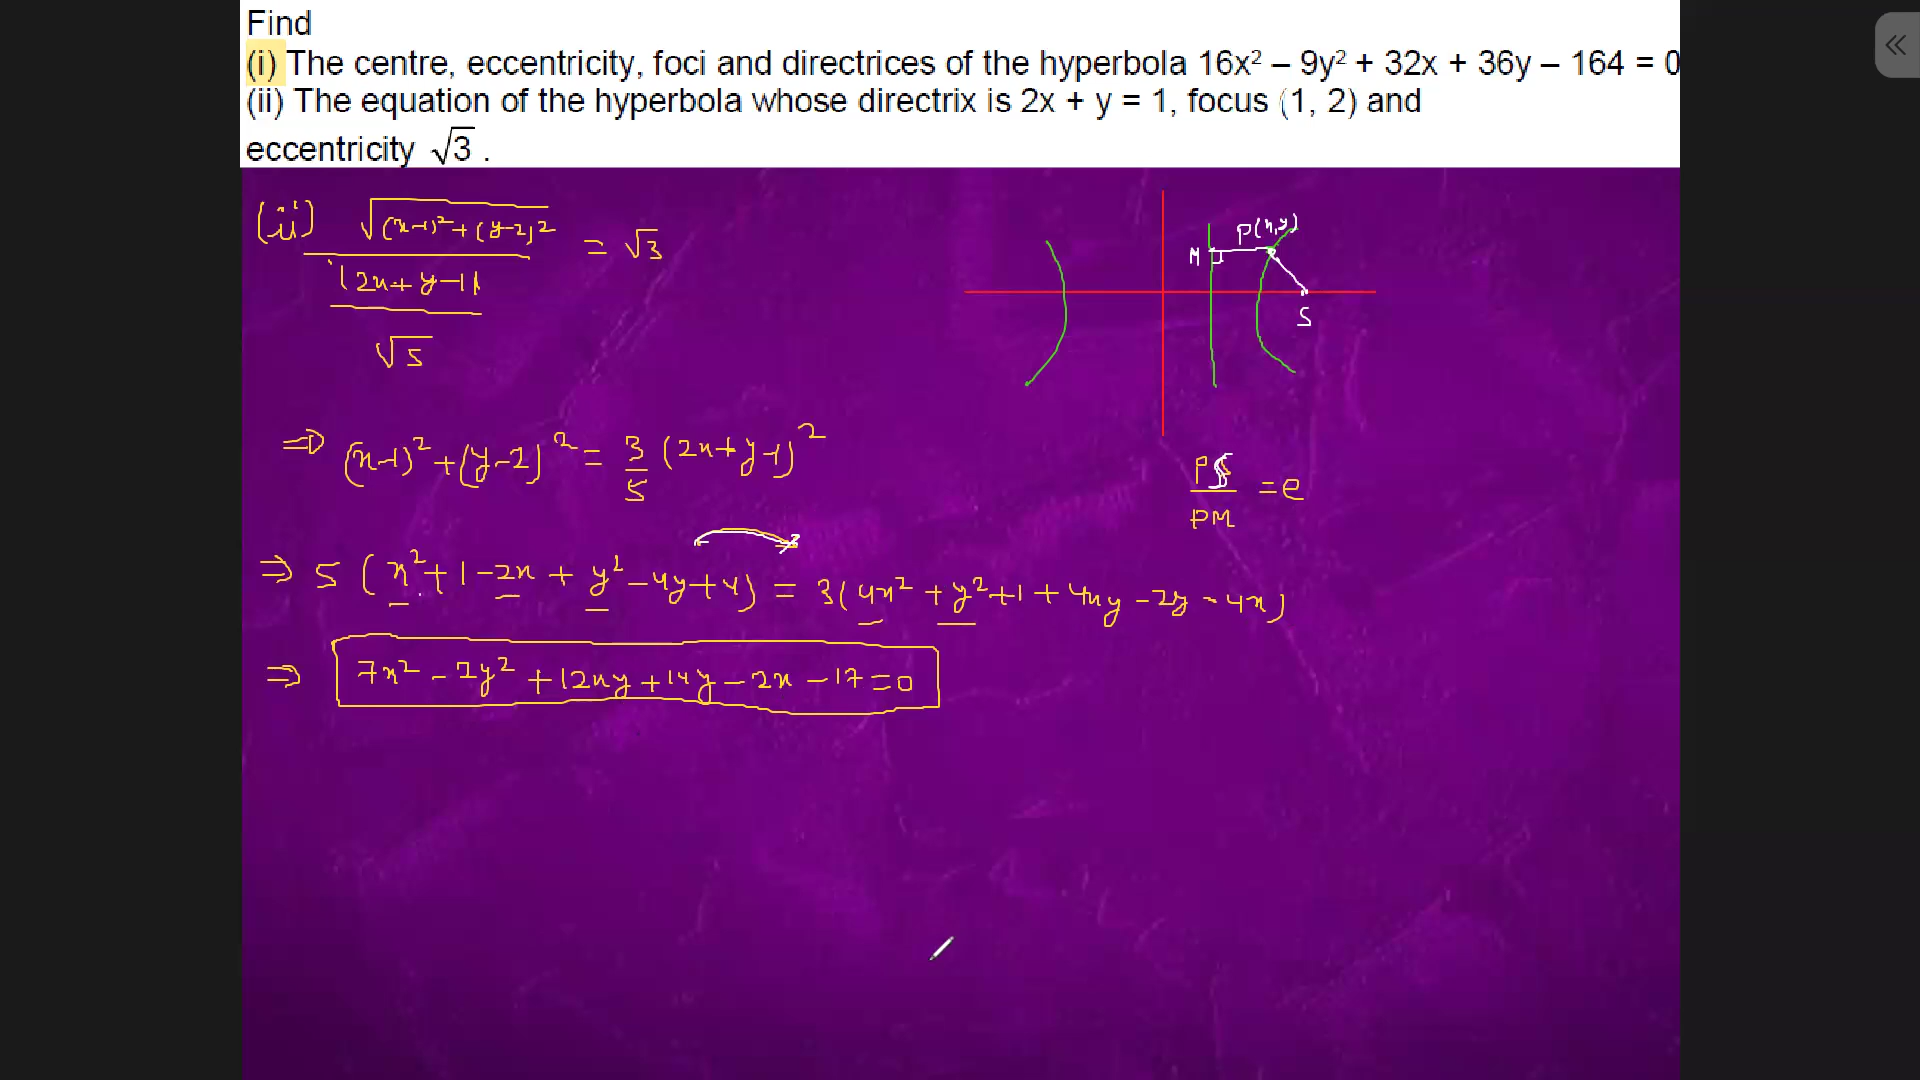 Find
(i) The centre, eccentricity, foci and directrices of the hyperbola 16x² – 9y² + 32x + 36y – 164 = 0
(ii) The equation of the hyperbola whose directrix is 2x + y = 1, focus (1, 2) and
eccentricity √3 .
(ii) √((x-1)²+(y-2)²) / (|2x+y-1| / √5) = √3
P(x,y)
M
S
⇒ (x-1)²+(y-2)² = 3/5 (2x+y-1)²
PS/PM = e
⇒ 5 (x²+1-2x + y²-4y+4) = 3(4x²+y²+1+4xy-2y-4x)
⇒ 7x²-2y²+12xy+14y-2x-17=0